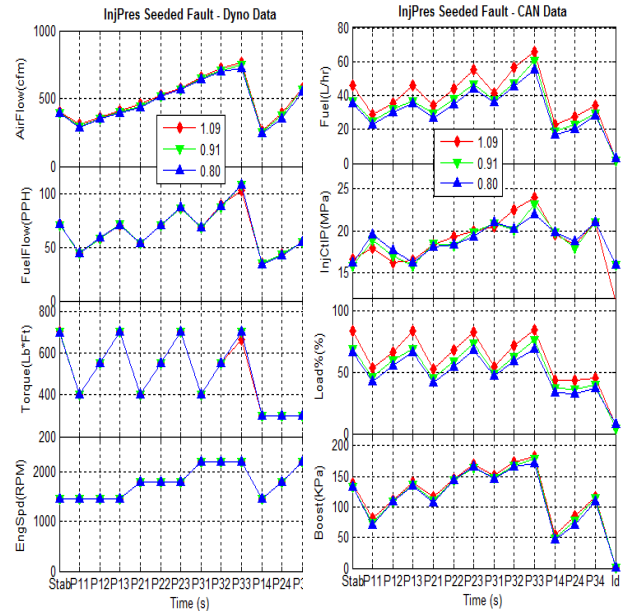 InjPres Seeded Fault - Dyno Data
AirFlow(cfm)
1000
500
0
1.09
0.91
0.80
FuelFlow(PPH)
100
50
0
Torque(Lb*Ft)
800
600
400
200
EngSpd(RPM)
2000
1000
0
Stab P11 P12 P13 P21 P22 P23 P31 P32 P33 P14 P24 P3
Time (s)
InjPres Seeded Fault - CAN Data
Fuel(L/hr)
80
60
40
20
0
1.09
0.91
0.80
InjCtlP(MPa)
25
20
15
Load%(%)
100
50
0
Boost(KPa)
200
150
100
50
0
Stab P11 P12 P13 P21 P22 P23 P31 P32 P33 P14 P24 P34 Id
Time (s)